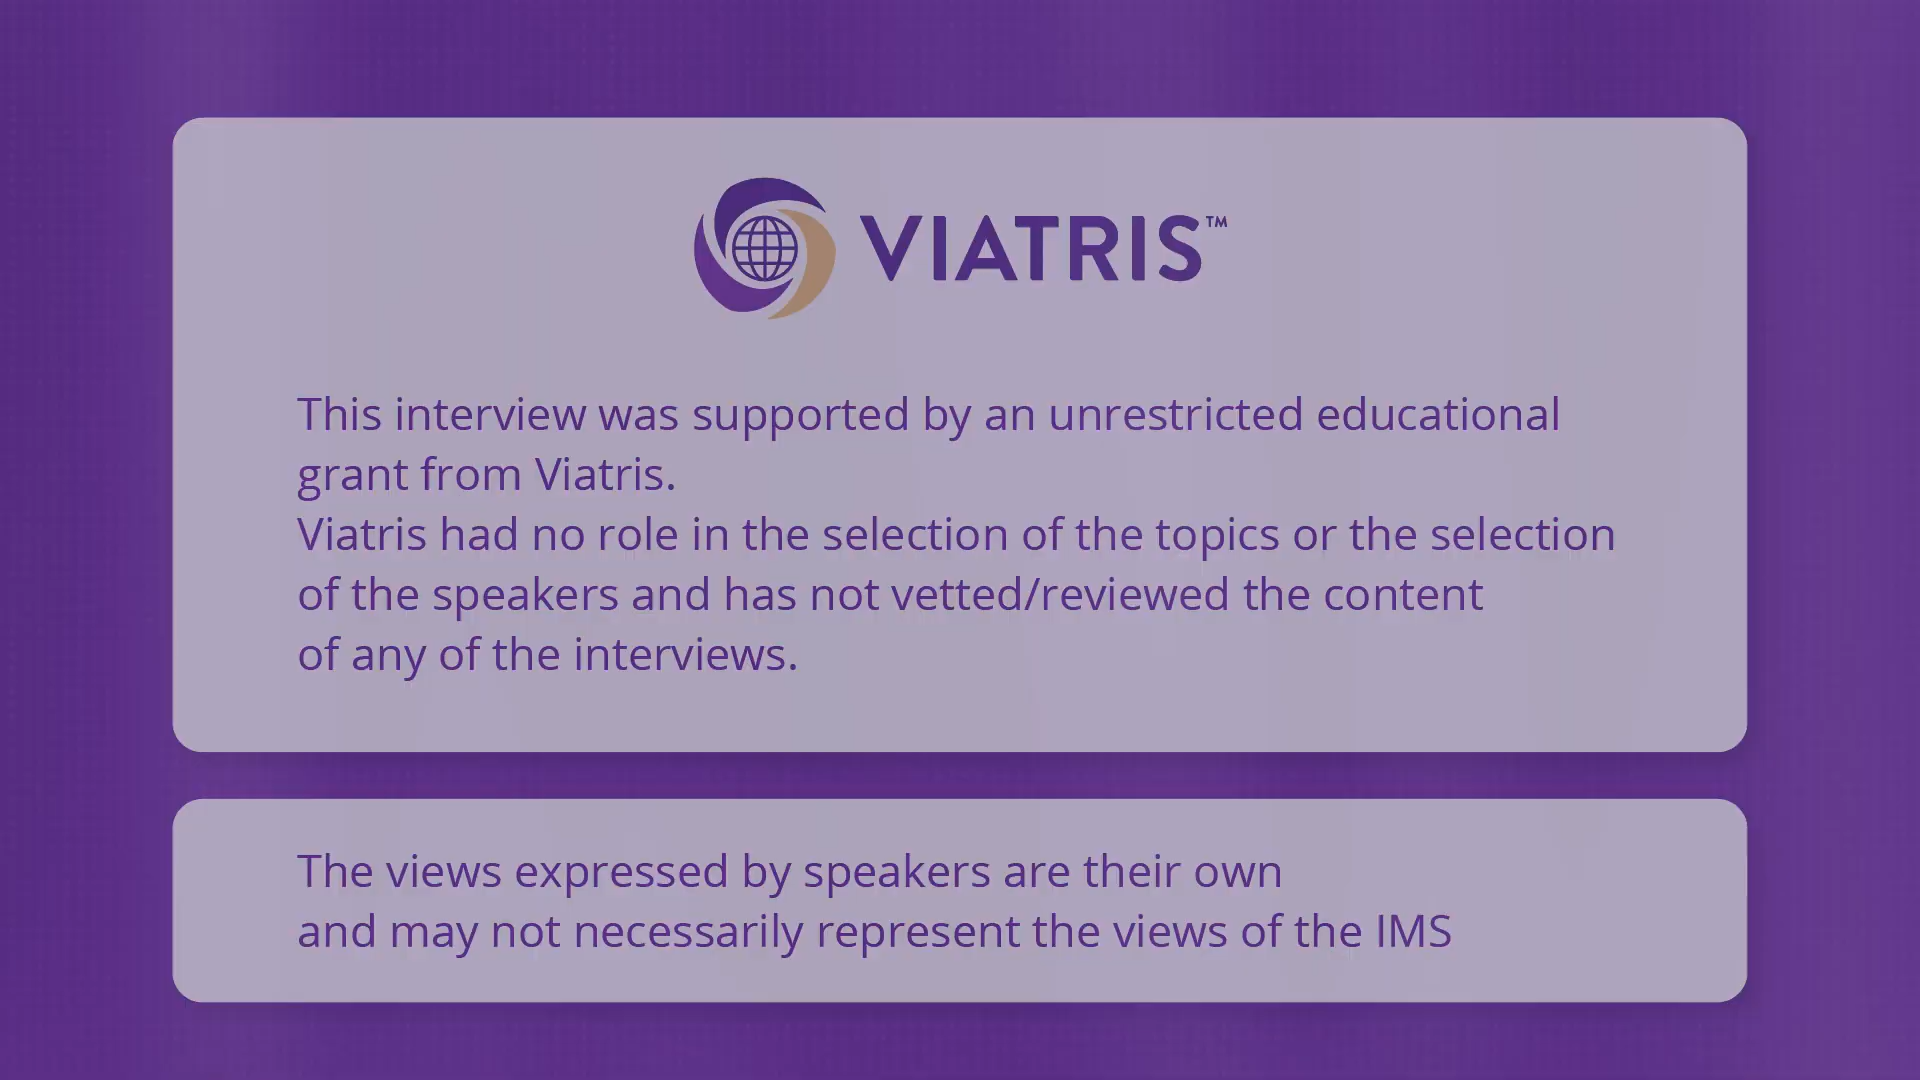 VIATRIS™
This interview was supported by an unrestricted educational
grant from Viatris.
Viatris had no role in the selection of the topics or the selection
of the speakers and has not vetted/reviewed the content
of any of the interviews.
The views expressed by speakers are their own
and may not necessarily represent the views of the IMS